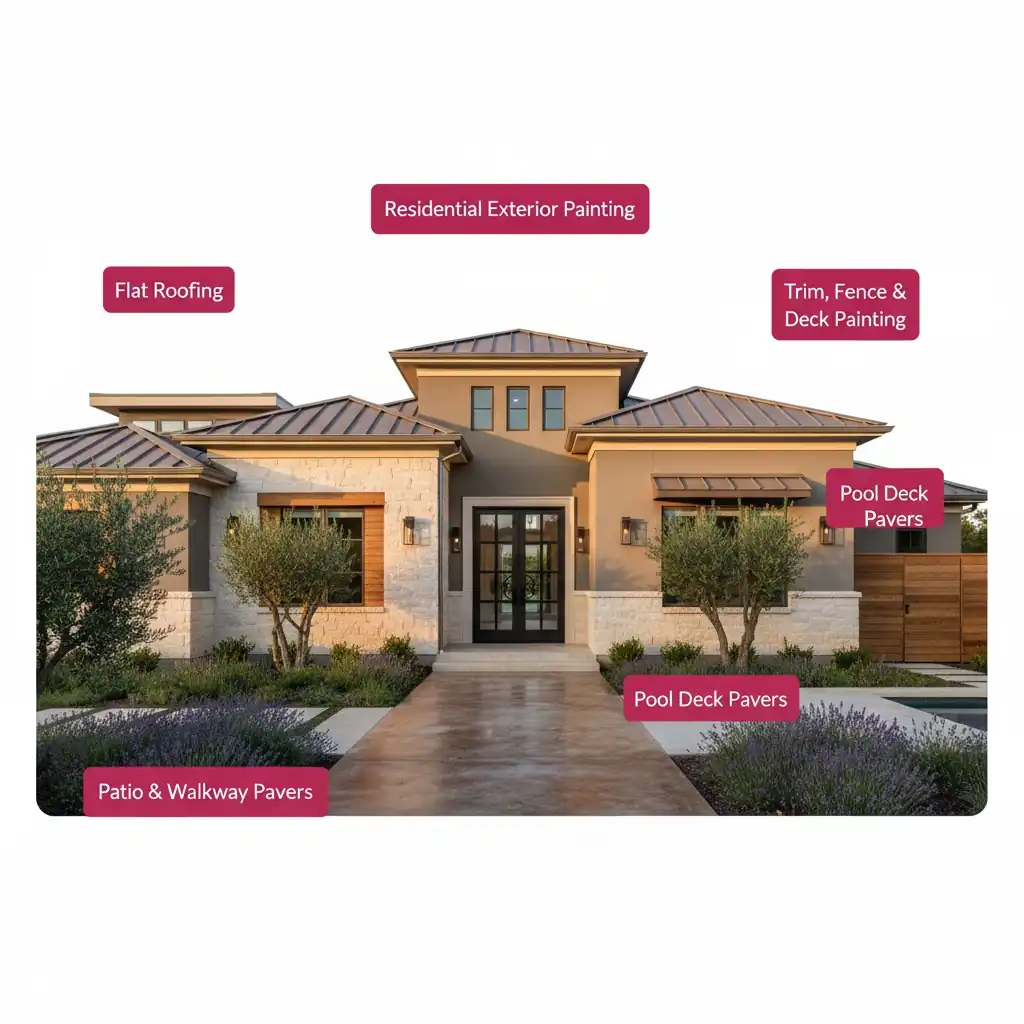 Residential Exterior Painting
Flat Roofing
Trim, Fence &
Deck Painting
Pool Deck
Pavers
Pool Deck Pavers
Patio & Walkway Pavers